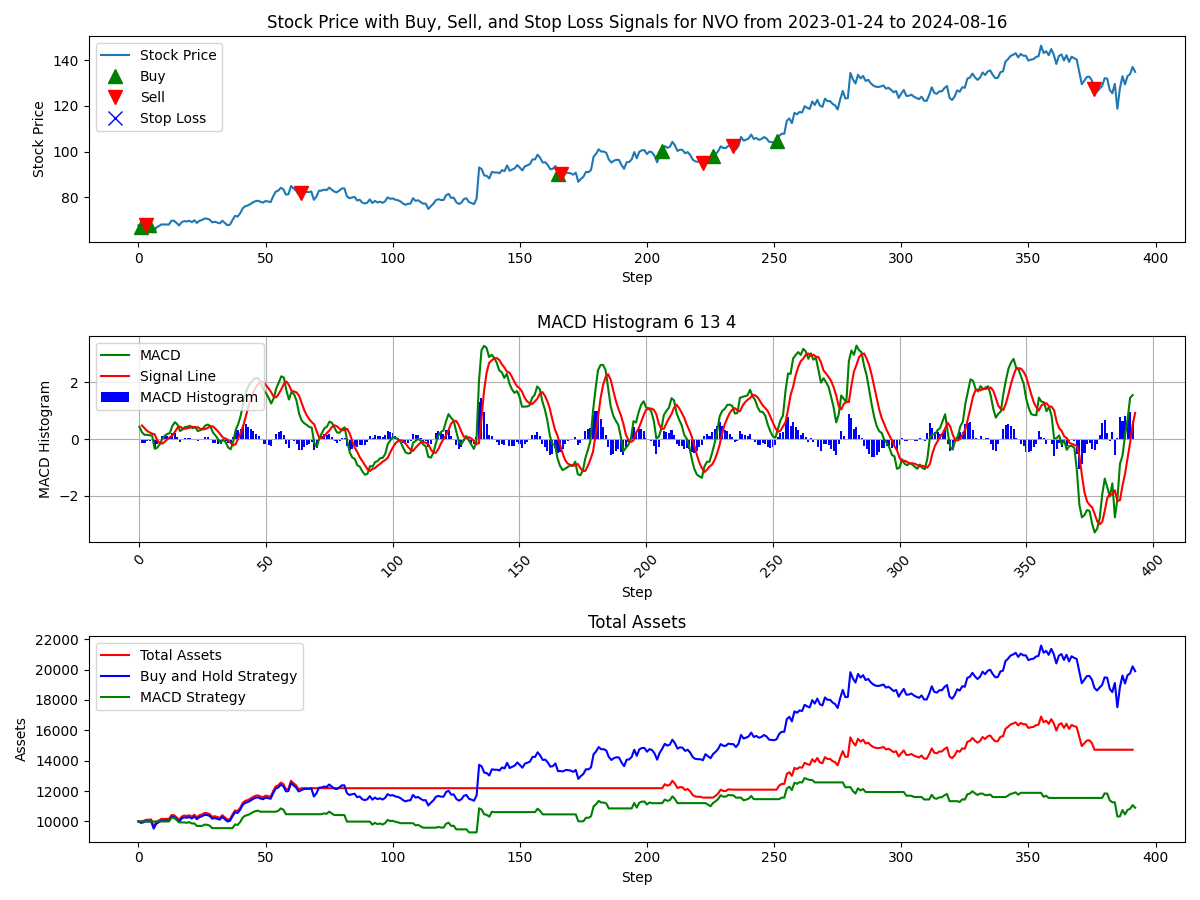 Stock Price with Buy, Sell, and Stop Loss Signals for NVO from 2023-01-24 to 2024-08-16
Stock Price
140
120
100
80
Stock Price
Buy
Sell
Stop Loss
0 50 100 150 200 250 300 350 400
Step
MACD Histogram 6 13 4
MACD Histogram
2
0
−2
MACD
Signal Line
MACD Histogram
0 50 100 150 200 250 300 350 400
Step
Total Assets
Assets
22000
20000
18000
16000
14000
12000
10000
Total Assets
Buy and Hold Strategy
MACD Strategy
0 50 100 150 200 250 300 350 400
Step